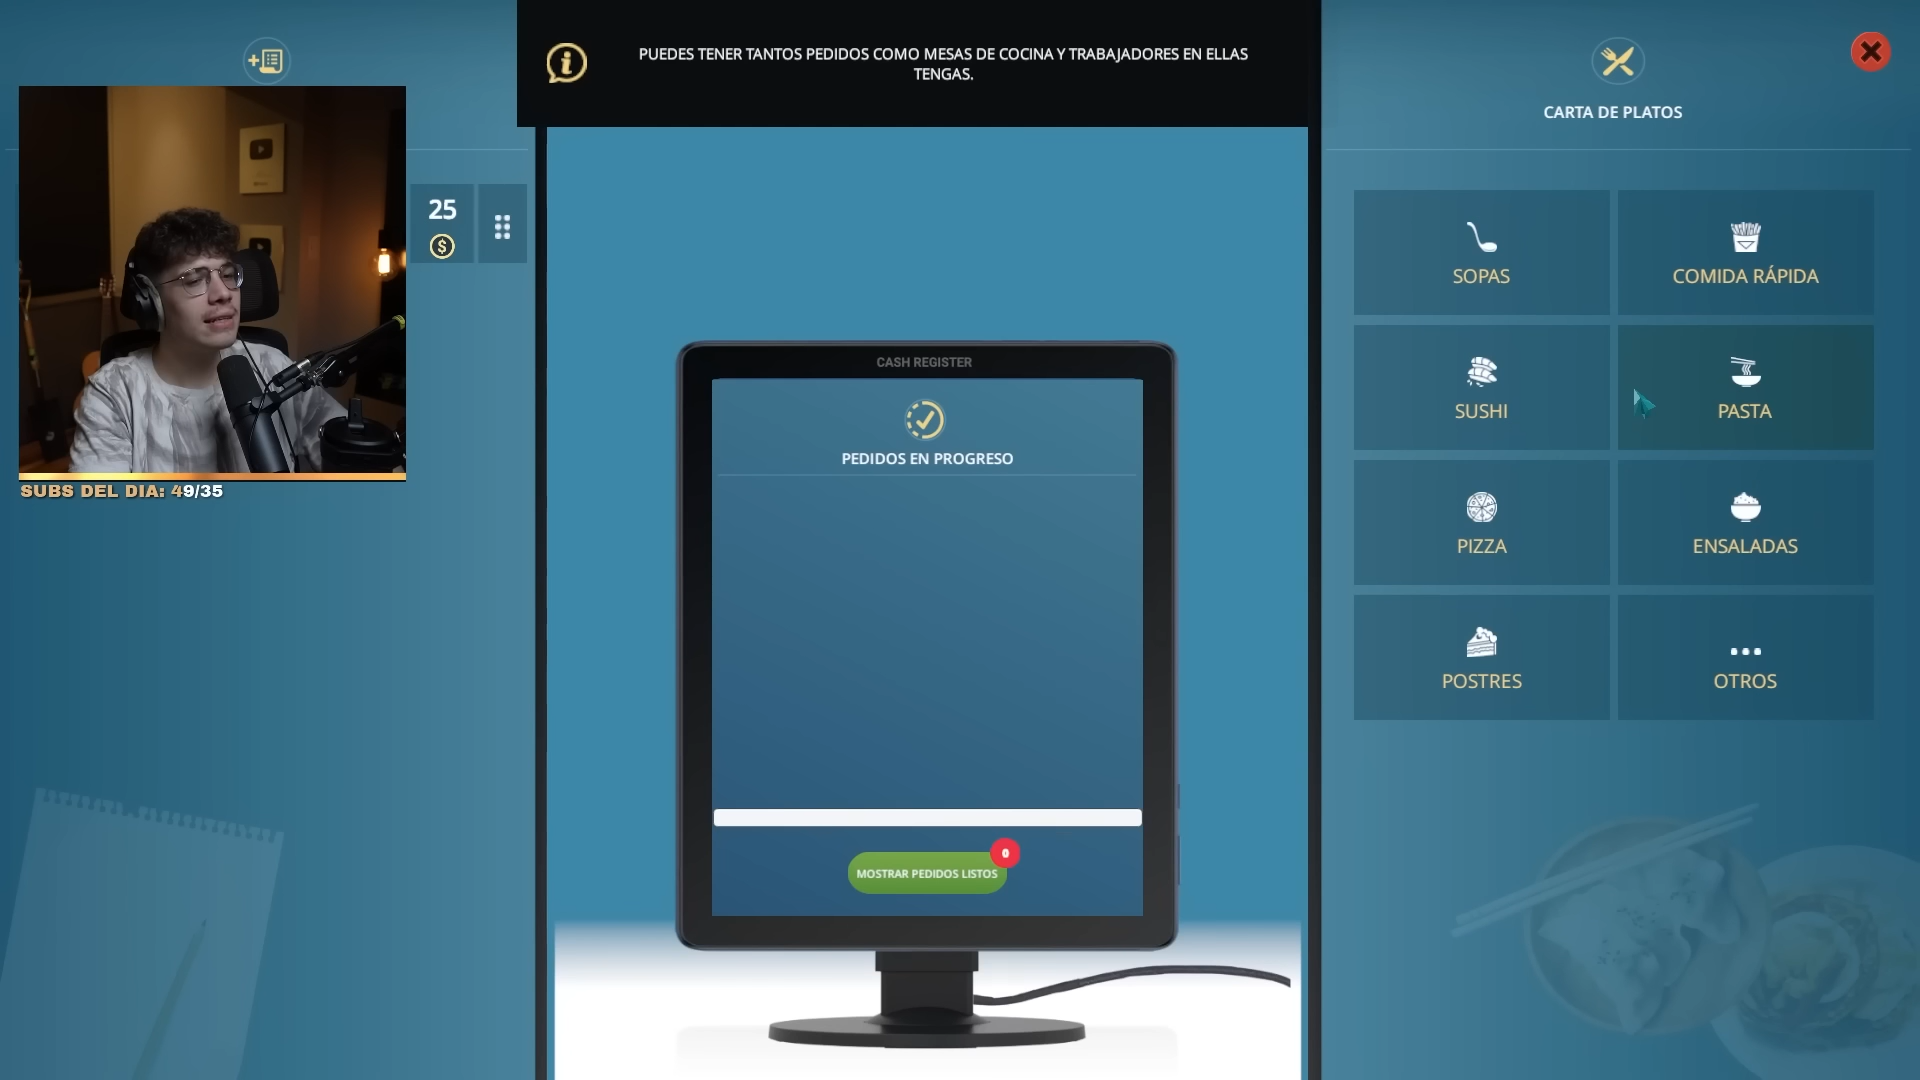 PUEDES TENER TANTOS PEDIDOS COMO MESAS DE COCINA Y TRABAJADORES EN ELLAS
TENGAS.
CARTA DE PLATOS
25
SUBS DEL DIA: 49/35
CASH REGISTER
PEDIDOS EN PROGRESO
0
MOSTRAR PEDIDOS LISTOS
SOPAS
COMIDA RÁPIDA
SUSHI
PASTA
PIZZA
ENSALADAS
POSTRES
OTROS